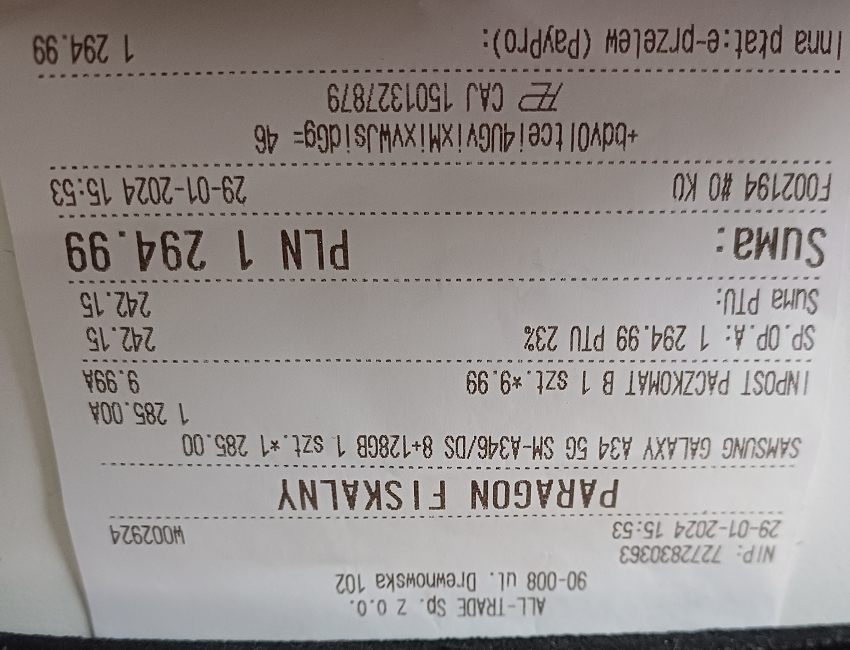 ALL-TRADE Sp. z o.o.
90-008 ul. Drewnowska 102
NIP: 7272830363
29-01-2024 15:53 W002924
PARAGON FISKALNY
SAMSUNG GALAXY A34 5G SM-A346/DS 8+128GB 1 szt.*1 285.00
1 285.00A
INPOST PACZKOMAT B 1 szt.*9.99 9.99A
SP.OP.A: 1 294.99 PTU 23% 242.15
Suma PTU: 242.15
Suma: PLN 1 294.99
F002194 #0 KU 29-01-2024 15:53
CAJ 1501327879
Inna płat:e-przelew (PayPro): 1 294.99